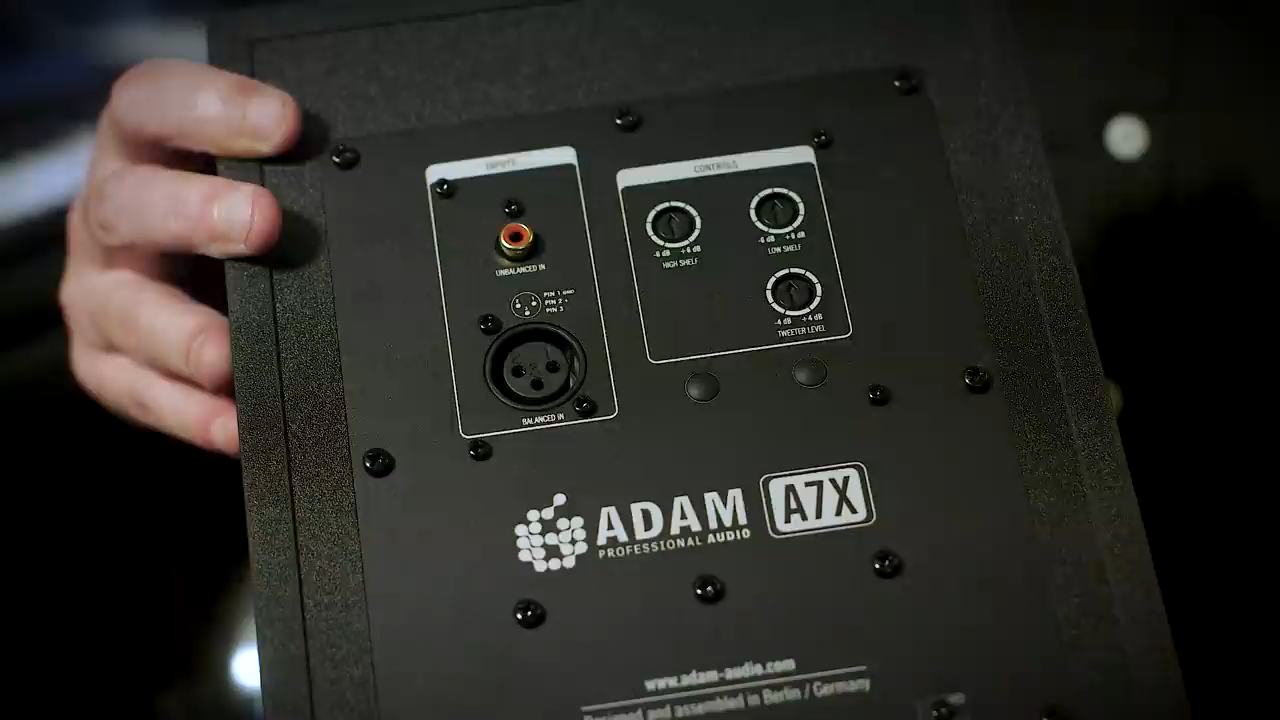 INPUTS
UNBALANCED IN
PIN 1 GND
PIN 2 +
PIN 3
BALANCED IN
CONTROLS
-6 dB +6 dB
HIGH SHELF
-6 dB +6 dB
LOW SHELF
-4 dB +4 dB
TWEETER LEVEL
ADAM
PROFESSIONAL AUDIO
A7X
www.adam-audio.com
Designed and assembled in Berlin / Germany